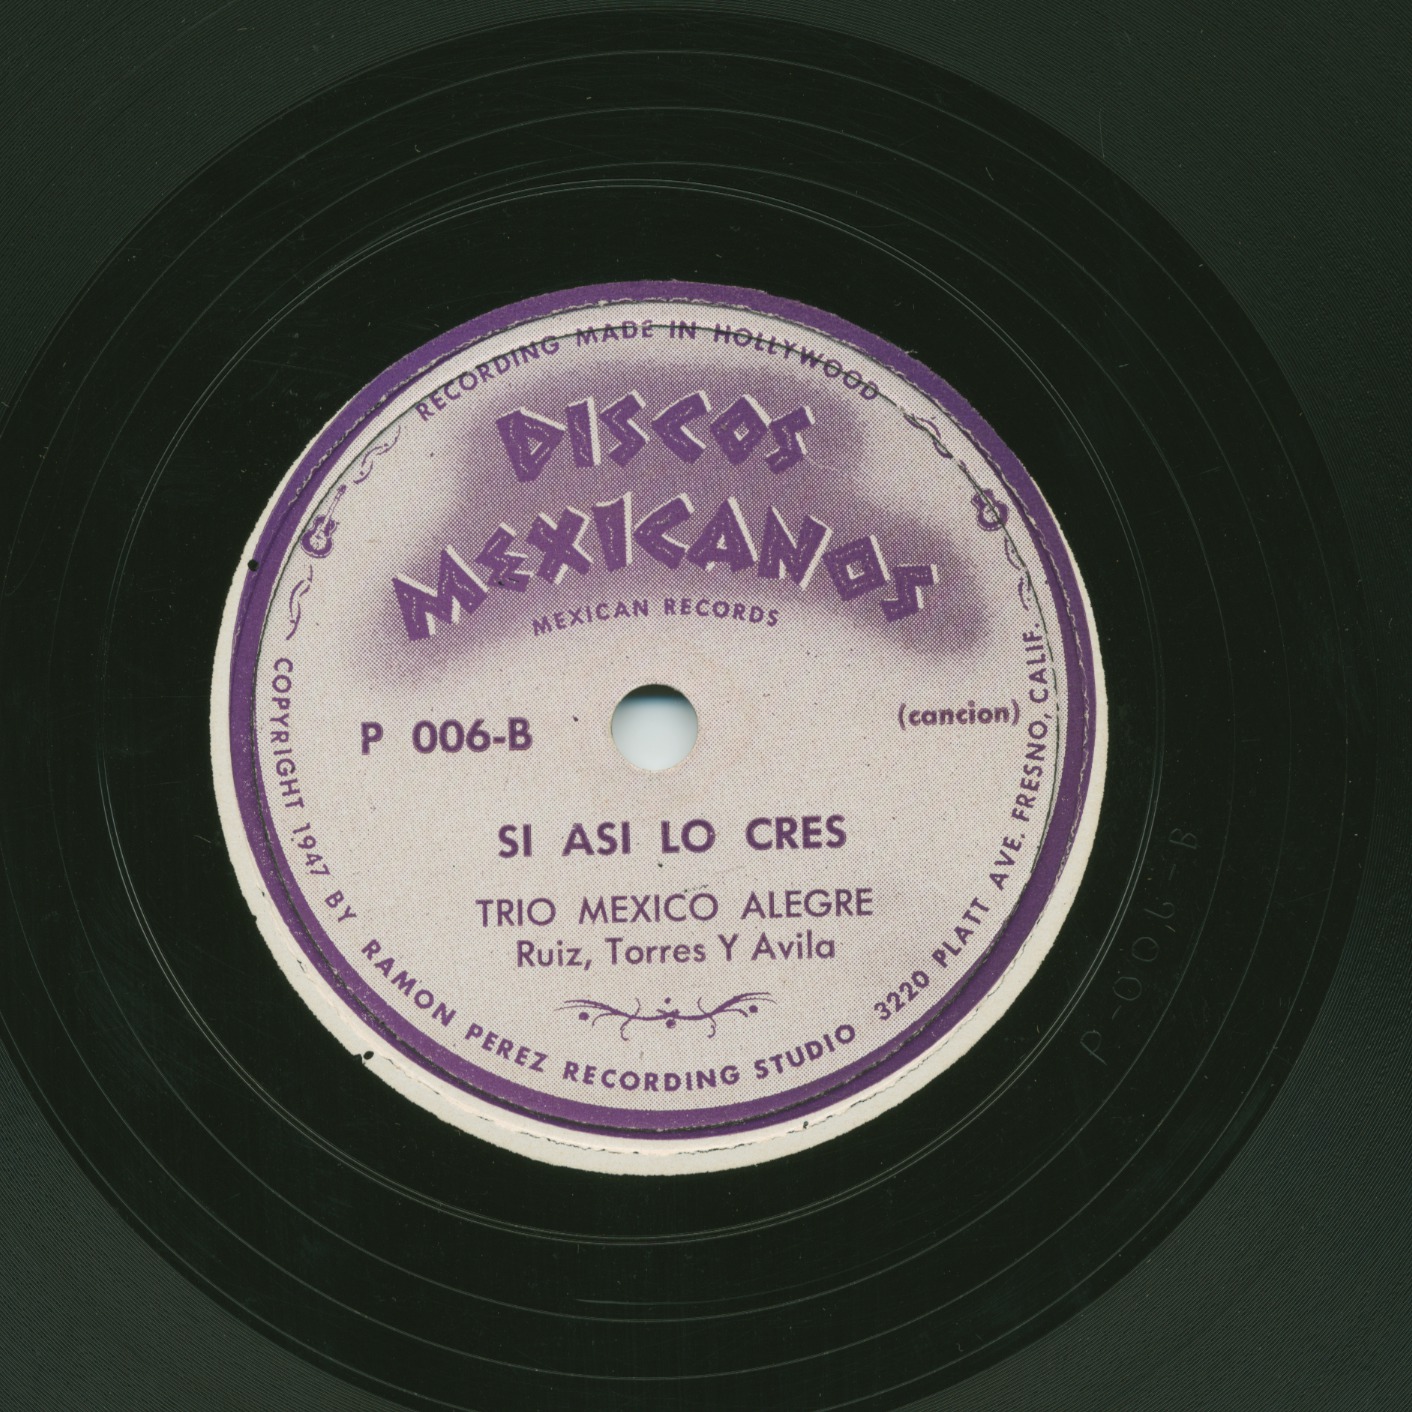 RECORDING MADE IN HOLLYWOOD
DISCOS
MEXICANOS
MEXICAN RECORDS
P 006-B
(cancion)
SI ASI LO CRES
TRIO MEXICO ALEGRE
Ruiz, Torres Y Avila
COPYRIGHT 1947 BY RAMON PEREZ RECORDING STUDIO 3220 PLATT AVE. FRESNO, CALIF.
P-006-B